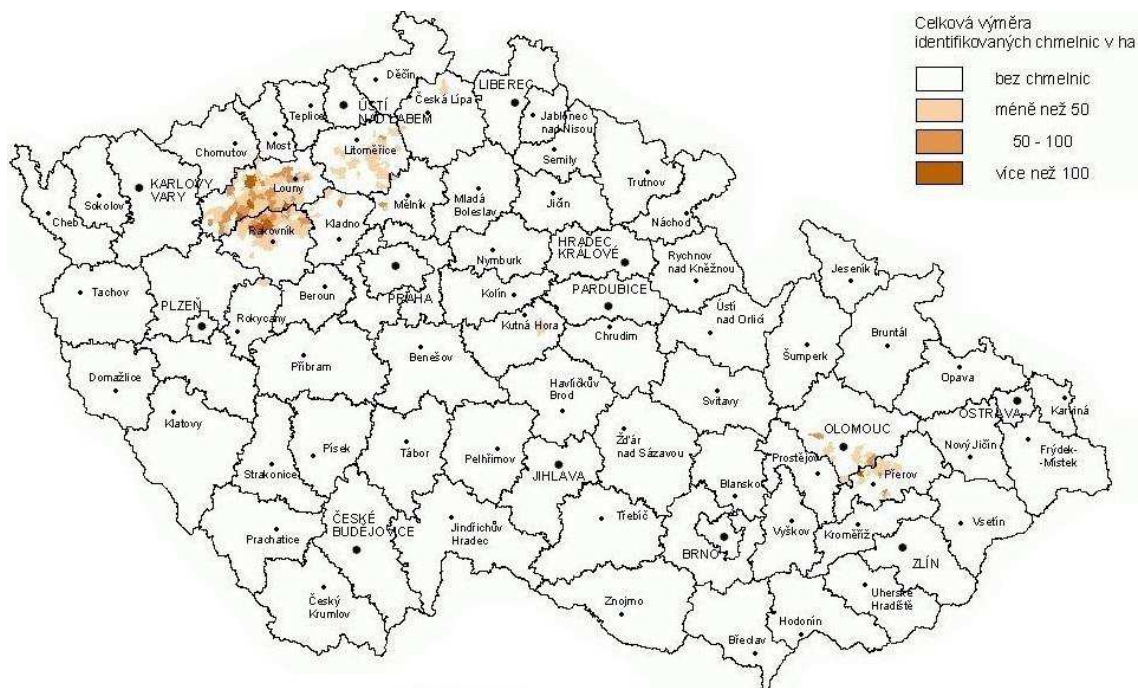 Celková výměra
identifikovaných chmelnic v ha
bez chmelnic
méně než 50
50 - 100
více než 100
Děčín
LIBEREC
Česká Lípa
ÚSTÍ
NAD LABEM
Teplice
Jablonec
nad Nisou
Most
Litoměřice
Chomutov
Semily
Trutnov
Louny
KARLOVY
VARY
Sokolov
Cheb
Mělník
Mladá
Boleslav
Jičín
Náchod
Kladno
Rakovník
HRADEC
KRÁLOVÉ
Nymburk
Rychnov
nad Kněžnou
Jeseník
Tachov
Beroun
PRAHA
Kolín
PARDUBICE
PLZEŇ
Rokycany
Ústí
nad Orlicí
Bruntál
Kutná Hora
Chrudim
Šumperk
Příbram
Benešov
Domažlice
Opava
Havlíčkův
Brod
Svitavy
OSTRAVA
Karviná
Klatovy
OLOMOUC
Nový Jičín
Frýdek-
-Místek
Žďár
nad Sázavou
Písek
Tábor
Pelhřimov
Prostějov
Přerov
Strakonice
JIHLAVA
Blansko
Třebíč
Vyškov
Kroměříž
Vsetín
Prachatice
ČESKÉ
BUDĚJOVICE
Jindřichův
Hradec
BRNO
ZLÍN
Český
Krumlov
Znojmo
Uherské
Hradiště
Hodonín
Břeclav